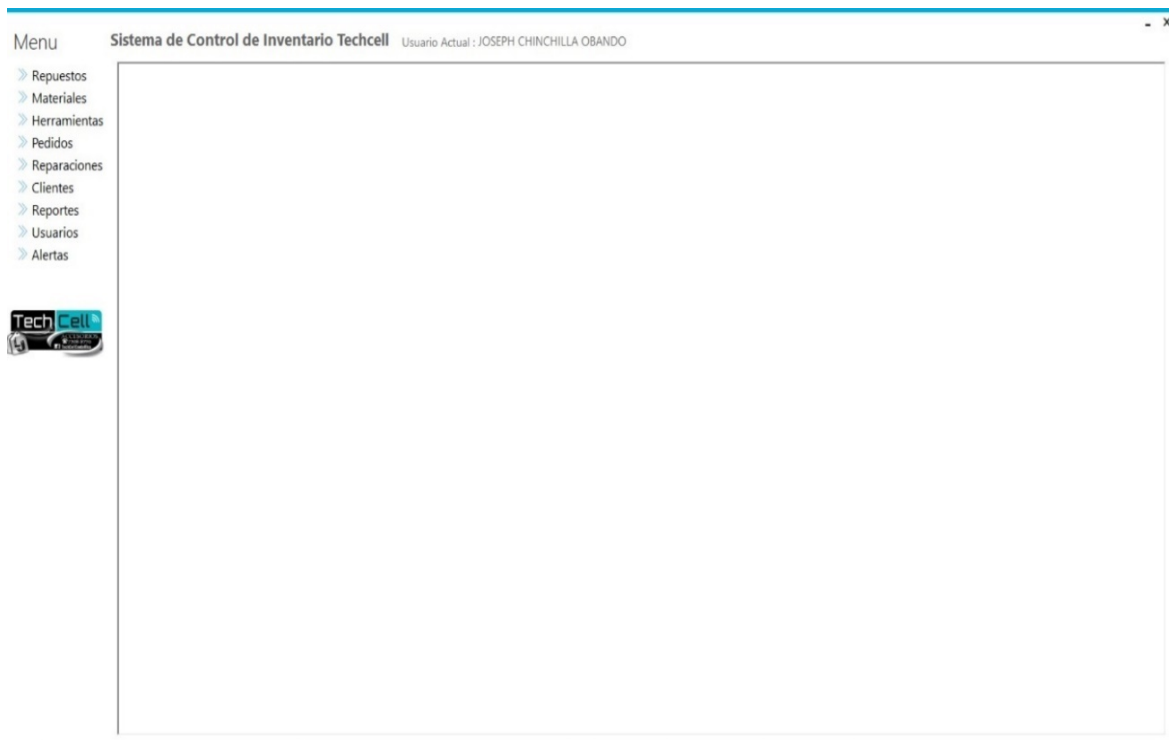 Menu
Sistema de Control de Inventario Techcell Usuario Actual : JOSEPH CHINCHILLA OBANDO
Repuestos
Materiales
Herramientas
Pedidos
Reparaciones
Clientes
Reportes
Usuarios
Alertas
Tech Cell